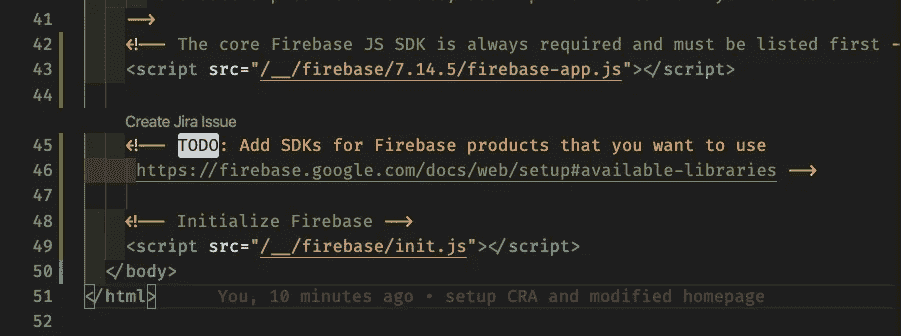 41 -->
42 <!-- The core Firebase JS SDK is always required and must be listed first -
43 <script src="/__/firebase/7.14.5/firebase-app.js"></script>
44
Create Jira Issue
45 <!-- TODO: Add SDKs for Firebase products that you want to use
46 https://firebase.google.com/docs/web/setup#available-libraries -->
47
48 <!-- Initialize Firebase -->
49 <script src="/__/firebase/init.js"></script>
50 </body>
51 </html> You, 10 minutes ago • setup CRA and modified homepage
52